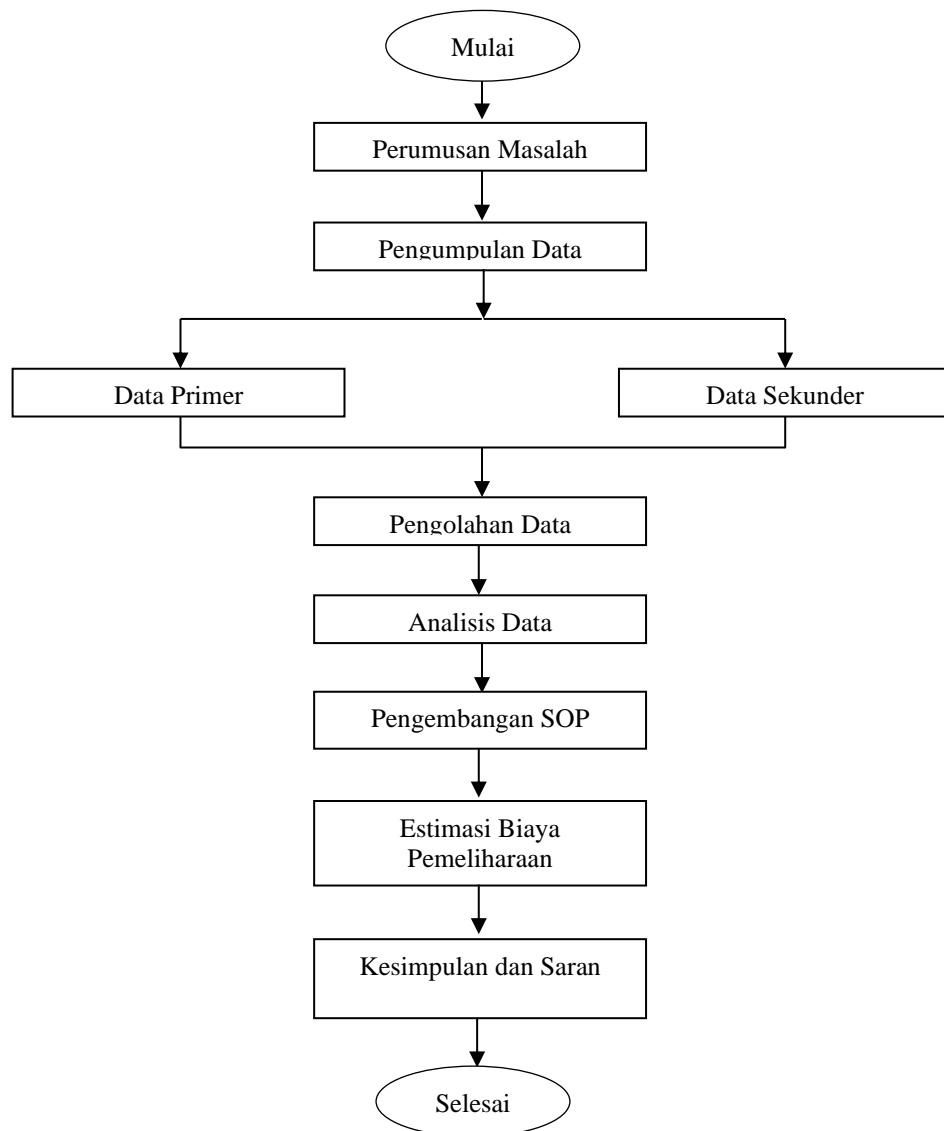 Mulai
Perumusan Masalah
Pengumpulan Data
Data Primer
Data Sekunder
Pengolahan Data
Analisis Data
Pengembangan SOP
Estimasi Biaya
Pemeliharaan
Kesimpulan dan Saran
Selesai